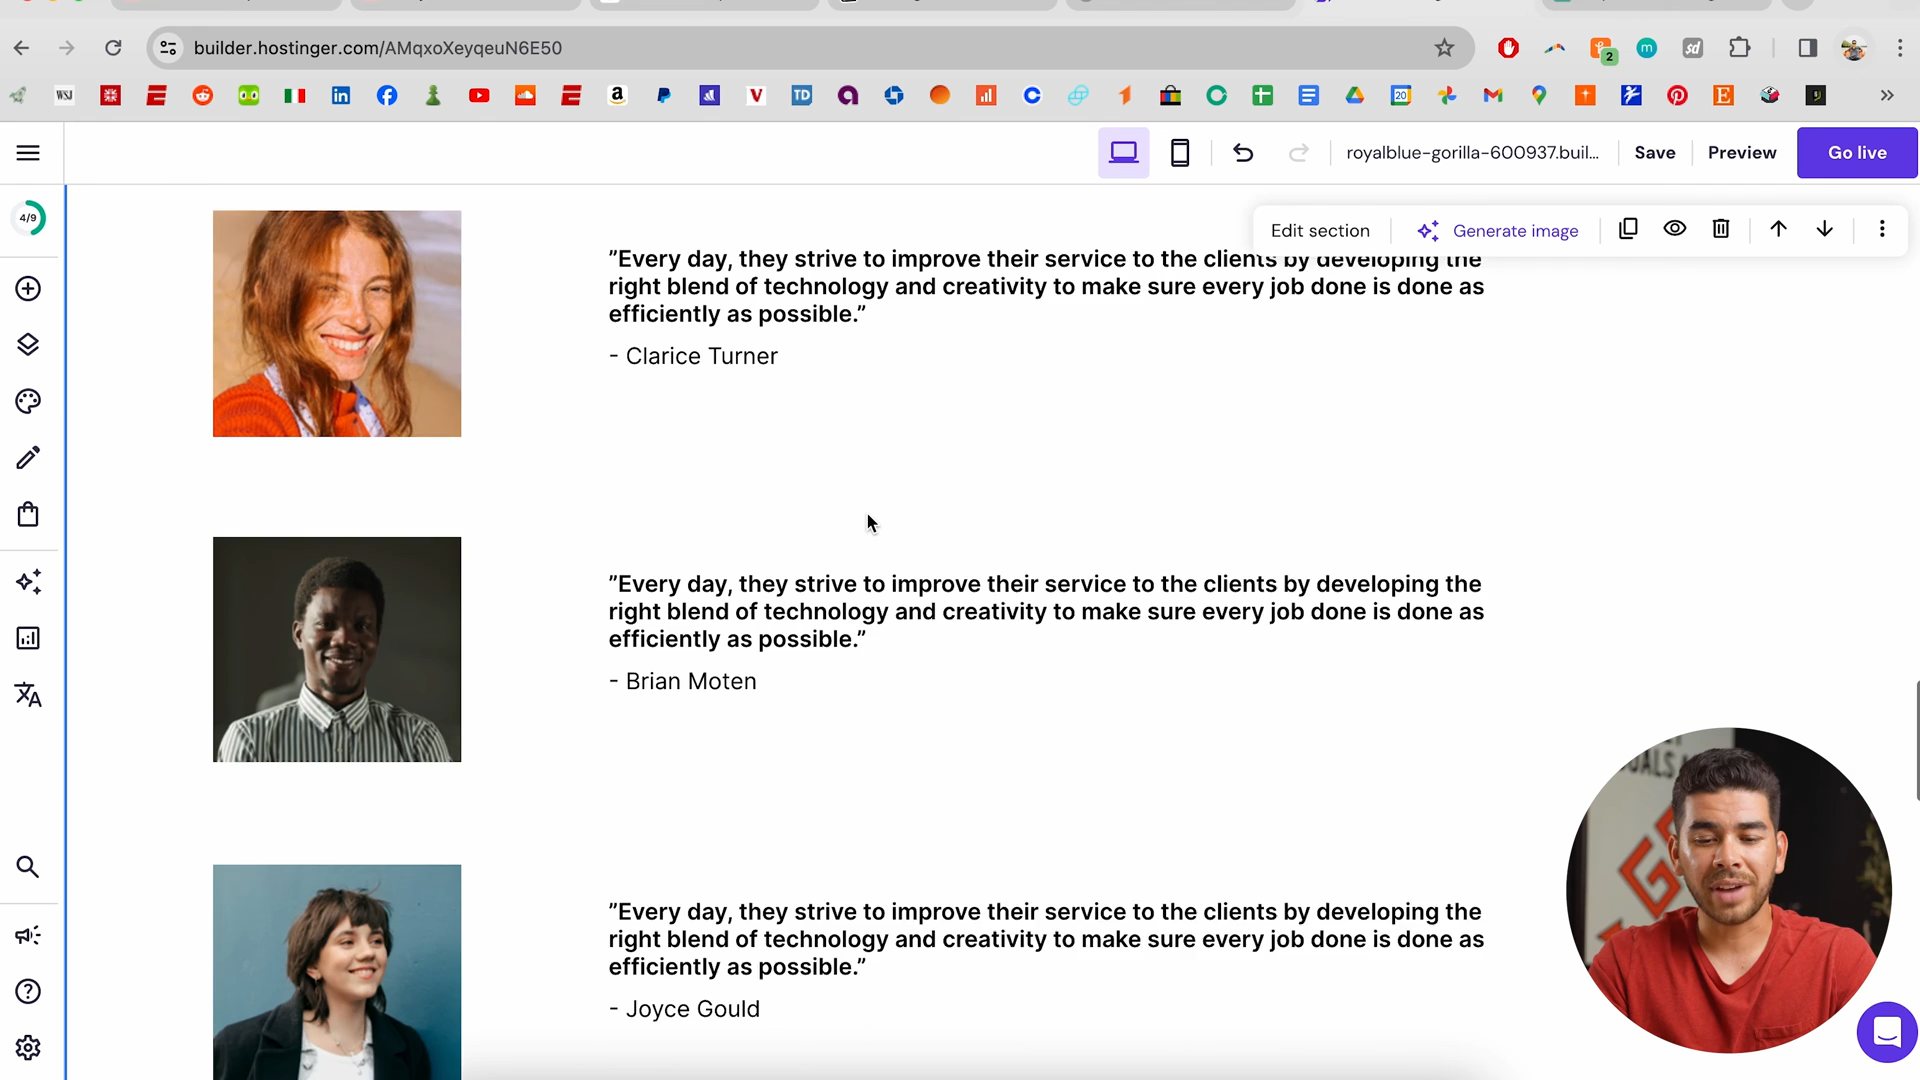 builder.hostinger.com/AMqxoXeyqeuN6E50
2
WSJ
TD
20
royalblue-gorilla-600937.buil...
Save
Preview
Go live
4/9
Edit section
Generate image
”Every day, they strive to improve their service to the clients by developing the
right blend of technology and creativity to make sure every job done is done as
efficiently as possible.”
- Clarice Turner
”Every day, they strive to improve their service to the clients by developing the
right blend of technology and creativity to make sure every job done is done as
efficiently as possible.”
- Brian Moten
”Every day, they strive to improve their service to the clients by developing the
right blend of technology and creativity to make sure every job done is done as
efficiently as possible.”
- Joyce Gould